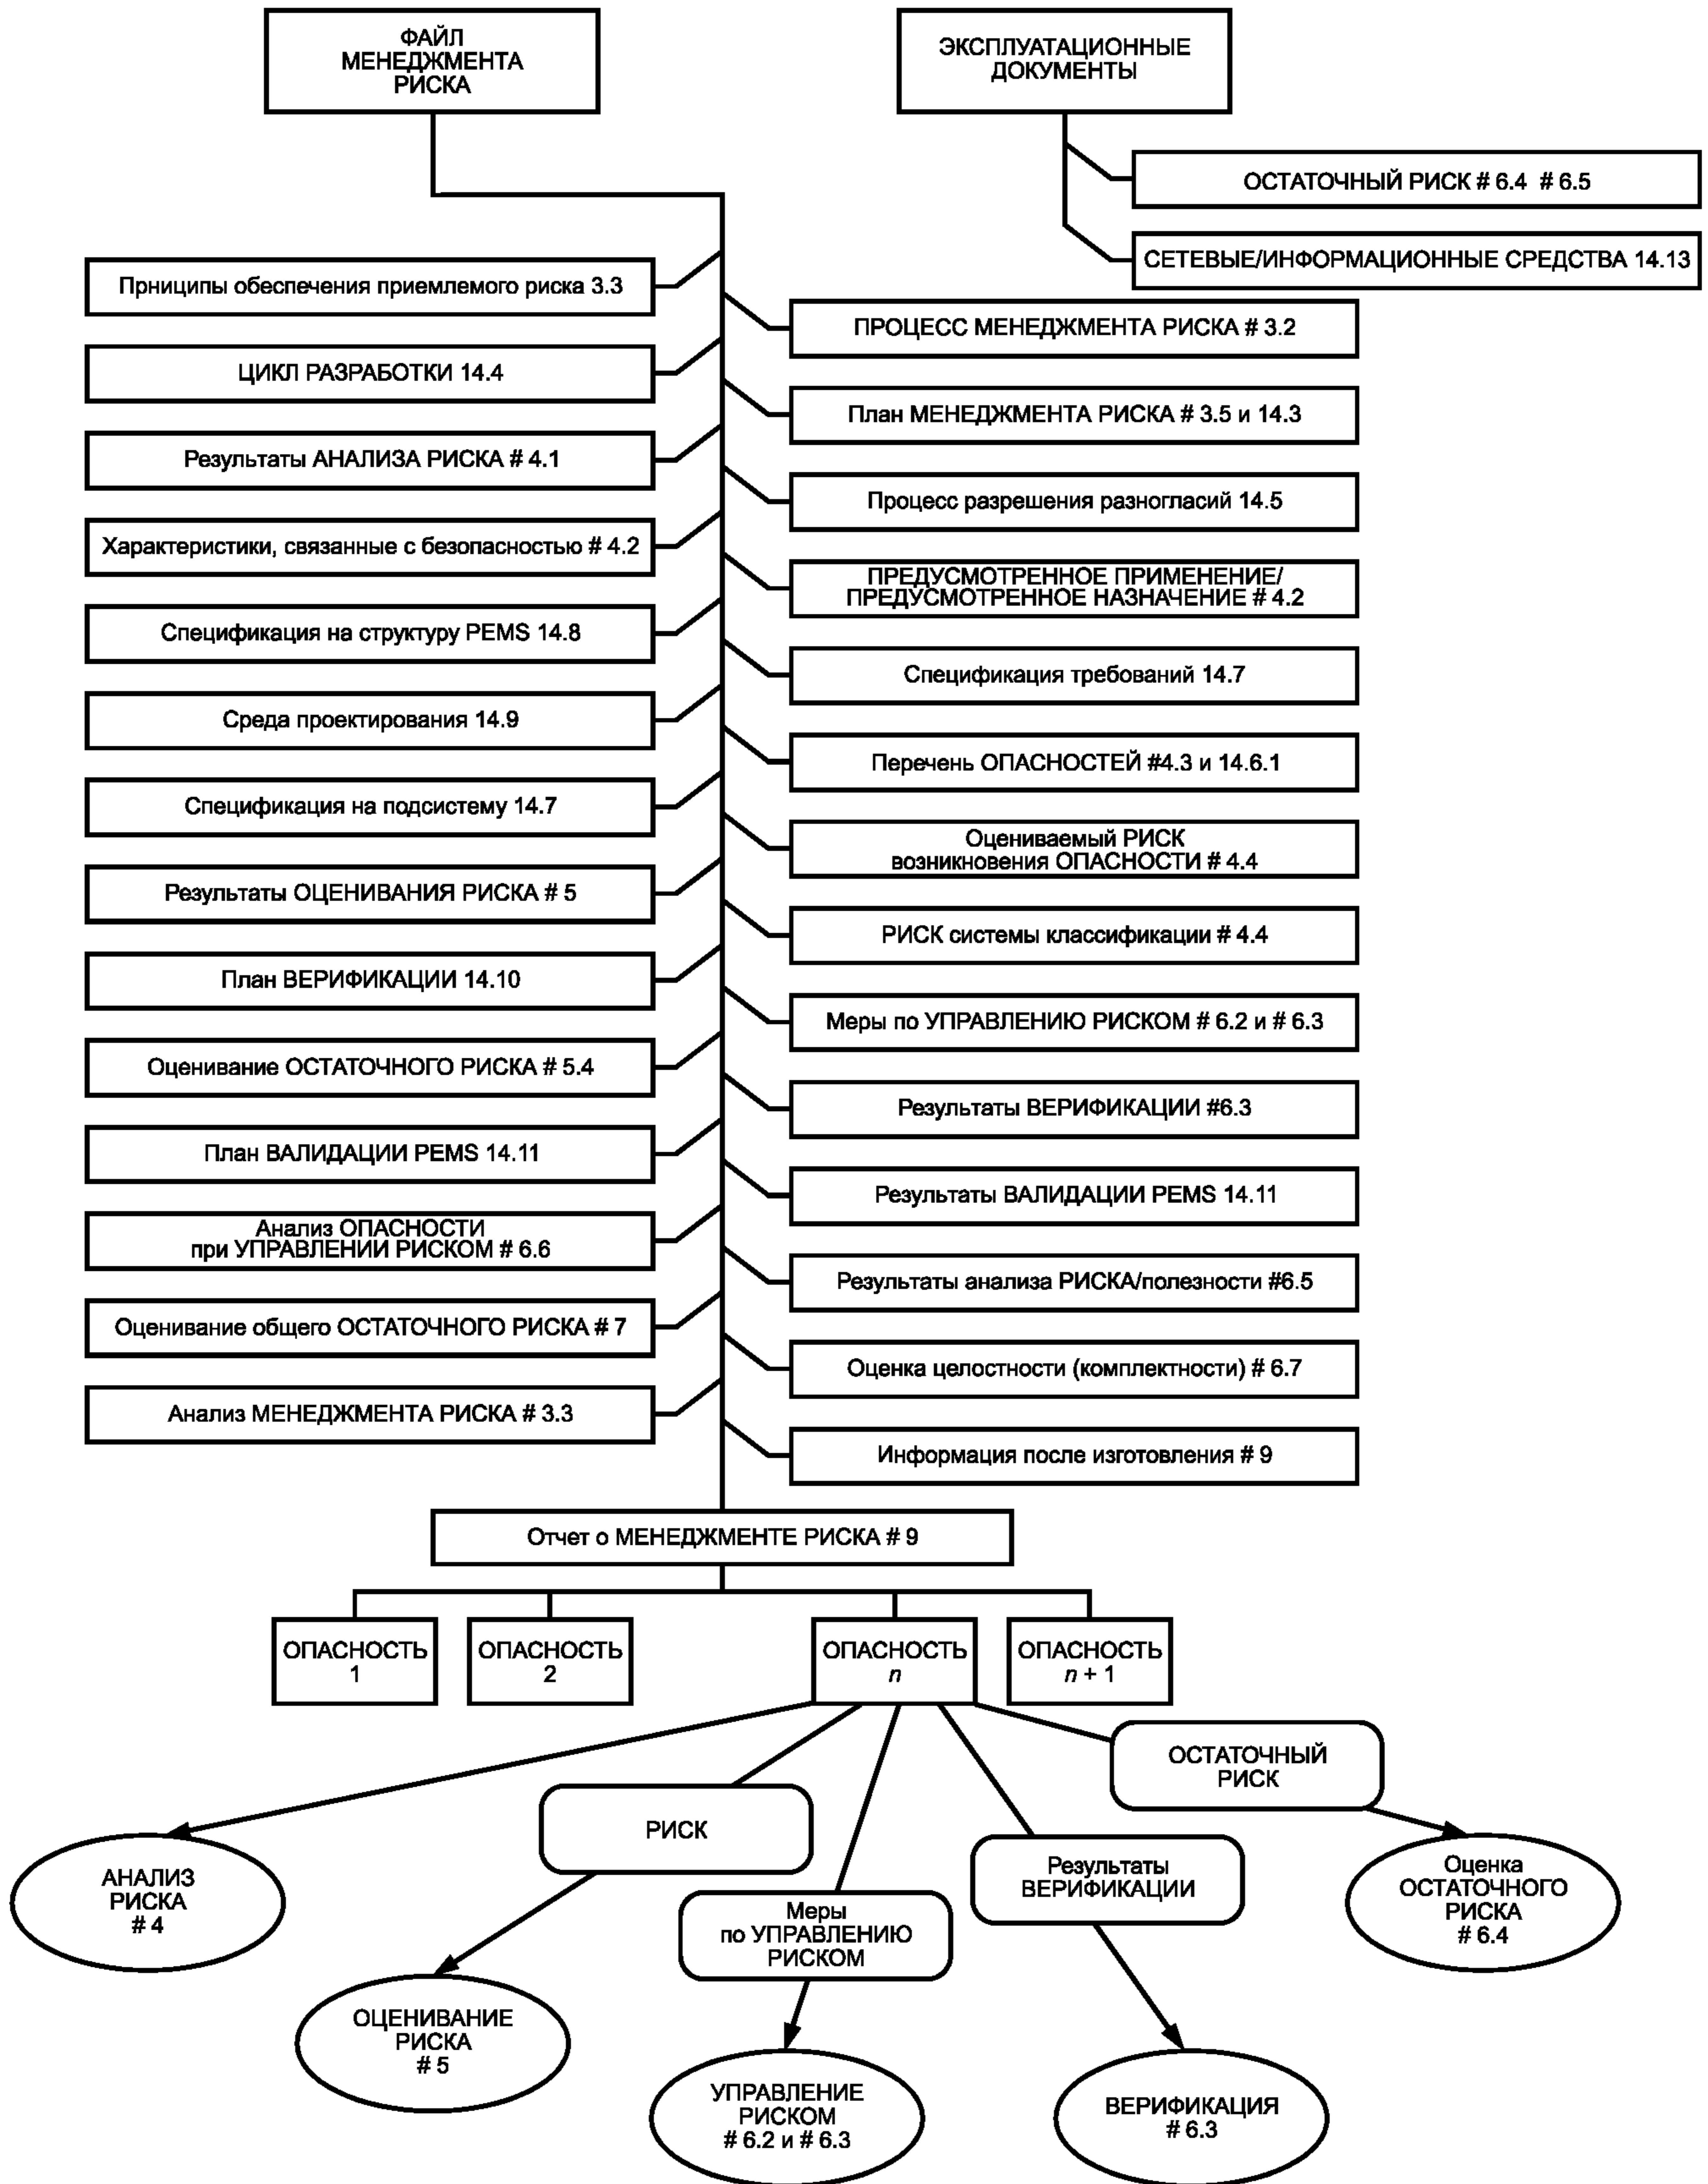 ФАЙЛ
МЕНЕДЖМЕНТА
РИСКА
ЭКСПЛУАТАЦИОННЫЕ
ДОКУМЕНТЫ
ОСТАТОЧНЫЙ РИСК # 6.4 # 6.5
СЕТЕВЫЕ/ИНФОРМАЦИОННЫЕ СРЕДСТВА 14.13
Прниципы обеспечения приемлемого риска 3.3
ПРОЦЕСС МЕНЕДЖМЕНТА РИСКА # 3.2
ЦИКЛ РАЗРАБОТКИ 14.4
План МЕНЕДЖМЕНТА РИСКА # 3.5 и 14.3
Результаты АНАЛИЗА РИСКА # 4.1
Процесс разрешения разногласий 14.5
Характеристики, связанные с безопасностью # 4.2
ПРЕДУСМОТРЕННОЕ ПРИМЕНЕНИЕ/
ПРЕДУСМОТРЕННОЕ НАЗНАЧЕНИЕ # 4.2
Спецификация на структуру PEMS 14.8
Спецификация требований 14.7
Среда проектирования 14.9
Перечень ОПАСНОСТЕЙ #4.3 и 14.6.1
Спецификация на подсистему 14.7
Оцениваемый РИСК
возникновения ОПАСНОСТИ # 4.4
Результаты ОЦЕНИВАНИЯ РИСКА # 5
РИСК системы классификации # 4.4
План ВЕРИФИКАЦИИ 14.10
Меры по УПРАВЛЕНИЮ РИСКОМ # 6.2 и # 6.3
Оценивание ОСТАТОЧНОГО РИСКА # 5.4
Результаты ВЕРИФИКАЦИИ #6.3
План ВАЛИДАЦИИ PEMS 14.11
Результаты ВАЛИДАЦИИ PEMS 14.11
Анализ ОПАСНОСТИ
при УПРАВЛЕНИИ РИСКОМ # 6.6
Результаты анализа РИСКА/полезности #6.5
Оценивание общего ОСТАТОЧНОГО РИСКА # 7
Оценка целостности (комплектности) # 6.7
Анализ МЕНЕДЖМЕНТА РИСКА # 3.3
Информация после изготовления # 9
Отчет о МЕНЕДЖМЕНТЕ РИСКА # 9
ОПАСНОСТЬ
1
ОПАСНОСТЬ
2
ОПАСНОСТЬ
n
ОПАСНОСТЬ
n + 1
ОСТАТОЧНЫЙ
РИСК
РИСК
АНАЛИЗ
РИСКА
# 4
Результаты
ВЕРИФИКАЦИИ
Оценка
ОСТАТОЧНОГО
РИСКА
# 6.4
Меры
по УПРАВЛЕНИЮ
РИСКОМ
ОЦЕНИВАНИЕ
РИСКА
# 5
УПРАВЛЕНИЕ
РИСКОМ
# 6.2 и # 6.3
ВЕРИФИКАЦИЯ
# 6.3